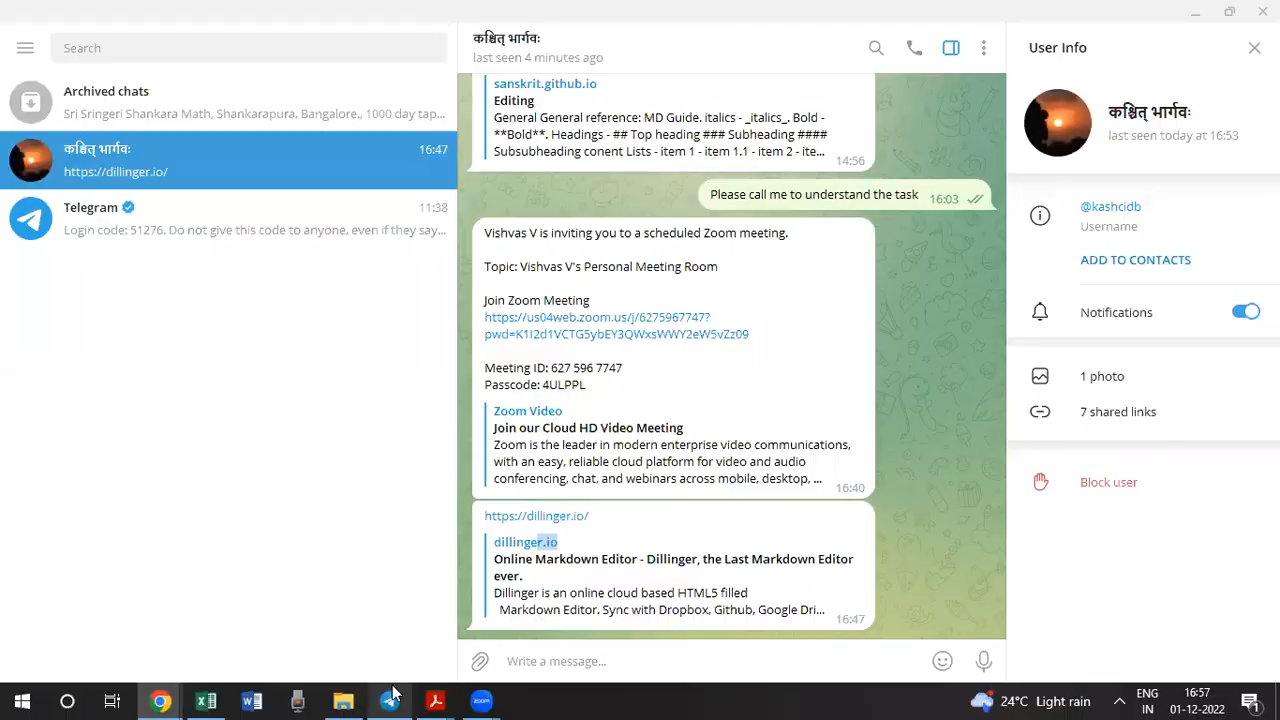 Search
Archived chats
Sri Sringeri Shankara Math, Shankarapura, Bangalore., 1000 day tap...
कश्चित् भार्गवः
16:47
https://dillinger.io/
Telegram
11:38
Login code: 51276. Do not give this code to anyone, even if they say...
कश्चित् भार्गवः
last seen 4 minutes ago
sanskrit.github.io
Editing
General General reference: MD Guide. italics - _italics_. Bold -
**Bold**. Headings - ## Top heading ### Subheading ####
Subsubheading conent Lists - item 1 - item 1.1 - item 2 - ite...
14:56
Please call me to understand the task
16:03
Vishvas V is inviting you to a scheduled Zoom meeting.
Topic: Vishvas V's Personal Meeting Room
Join Zoom Meeting
https://us04web.zoom.us/j/6275967747?
pwd=K1I2d1VCTG5ybEY3QWxsWWY2eW5vZz09
Meeting ID: 627 596 7747
Passcode: 4ULPPL
Zoom Video
Join our Cloud HD Video Meeting
Zoom is the leader in modern enterprise video communications,
with an easy, reliable cloud platform for video and audio
conferencing, chat, and webinars across mobile, desktop, ...
16:40
https://dillinger.io/
dillinger.io
Online Markdown Editor - Dillinger, the Last Markdown Editor
ever.
Dillinger is an online cloud based HTML5 filled
Markdown Editor. Sync with Dropbox, Github, Google Dri...
16:47
Write a message...
User Info
कश्चित् भार्गवः
last seen today at 16:53
@kashcidb
Username
ADD TO CONTACTS
Notifications
1 photo
7 shared links
Block user
zoom
24°C Light rain
ENG
IN
16:57
01-12-2022
1